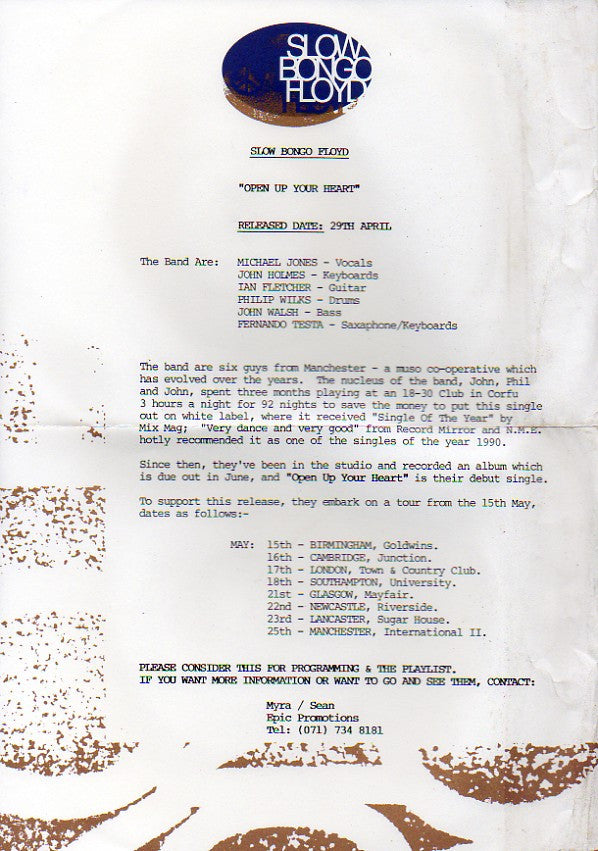 SLOW
BONGO
FLOYD
SLOW BONGO FLOYD
"OPEN UP YOUR HEART"
RELEASED DATE: 29TH APRIL
The Band Are: MICHAEL JONES - Vocals
JOHN HOLMES - Keyboards
IAN FLETCHER - Guitar
PHILIP WILKS - Drums
JOHN WALSH - Bass
FERNANDO TESTA - Saxaphone/Keyboards
The band are six guys from Manchester - a muso co-operative which
has evolved over the years. The nucleus of the band, John, Phil
and John, spent three months playing at an 18-30 Club in Corfu
3 hours a night for 92 nights to save the money to put this single
out on white label, where it received "Single Of The Year" by
Mix Mag; "Very dance and very good" from Record Mirror and N.M.E.
hotly recommended it as one of the singles of the year 1990.
Since then, they've been in the studio and recorded an album which
is due out in June, and "Open Up Your Heart" is their debut single.
To support this release, they embark on a tour from the 15th May,
dates as follows:-
MAY: 15th - BIRMINGHAM, Goldwins.
16th - CAMBRIDGE, Junction.
17th - LONDON, Town & Country Club.
18th - SOUTHAMPTON, University.
21st - GLASGOW, Mayfair.
22nd - NEWCASTLE, Riverside.
23rd - LANCASTER, Sugar House.
25th - MANCHESTER, International II.
PLEASE CONSIDER THIS FOR PROGRAMMING & THE PLAYLIST.
IF YOU WANT MORE INFORMATION OR WANT TO GO AND SEE THEM, CONTACT:
Myra / Sean
Epic Promotions
Tel: (071) 734 8181